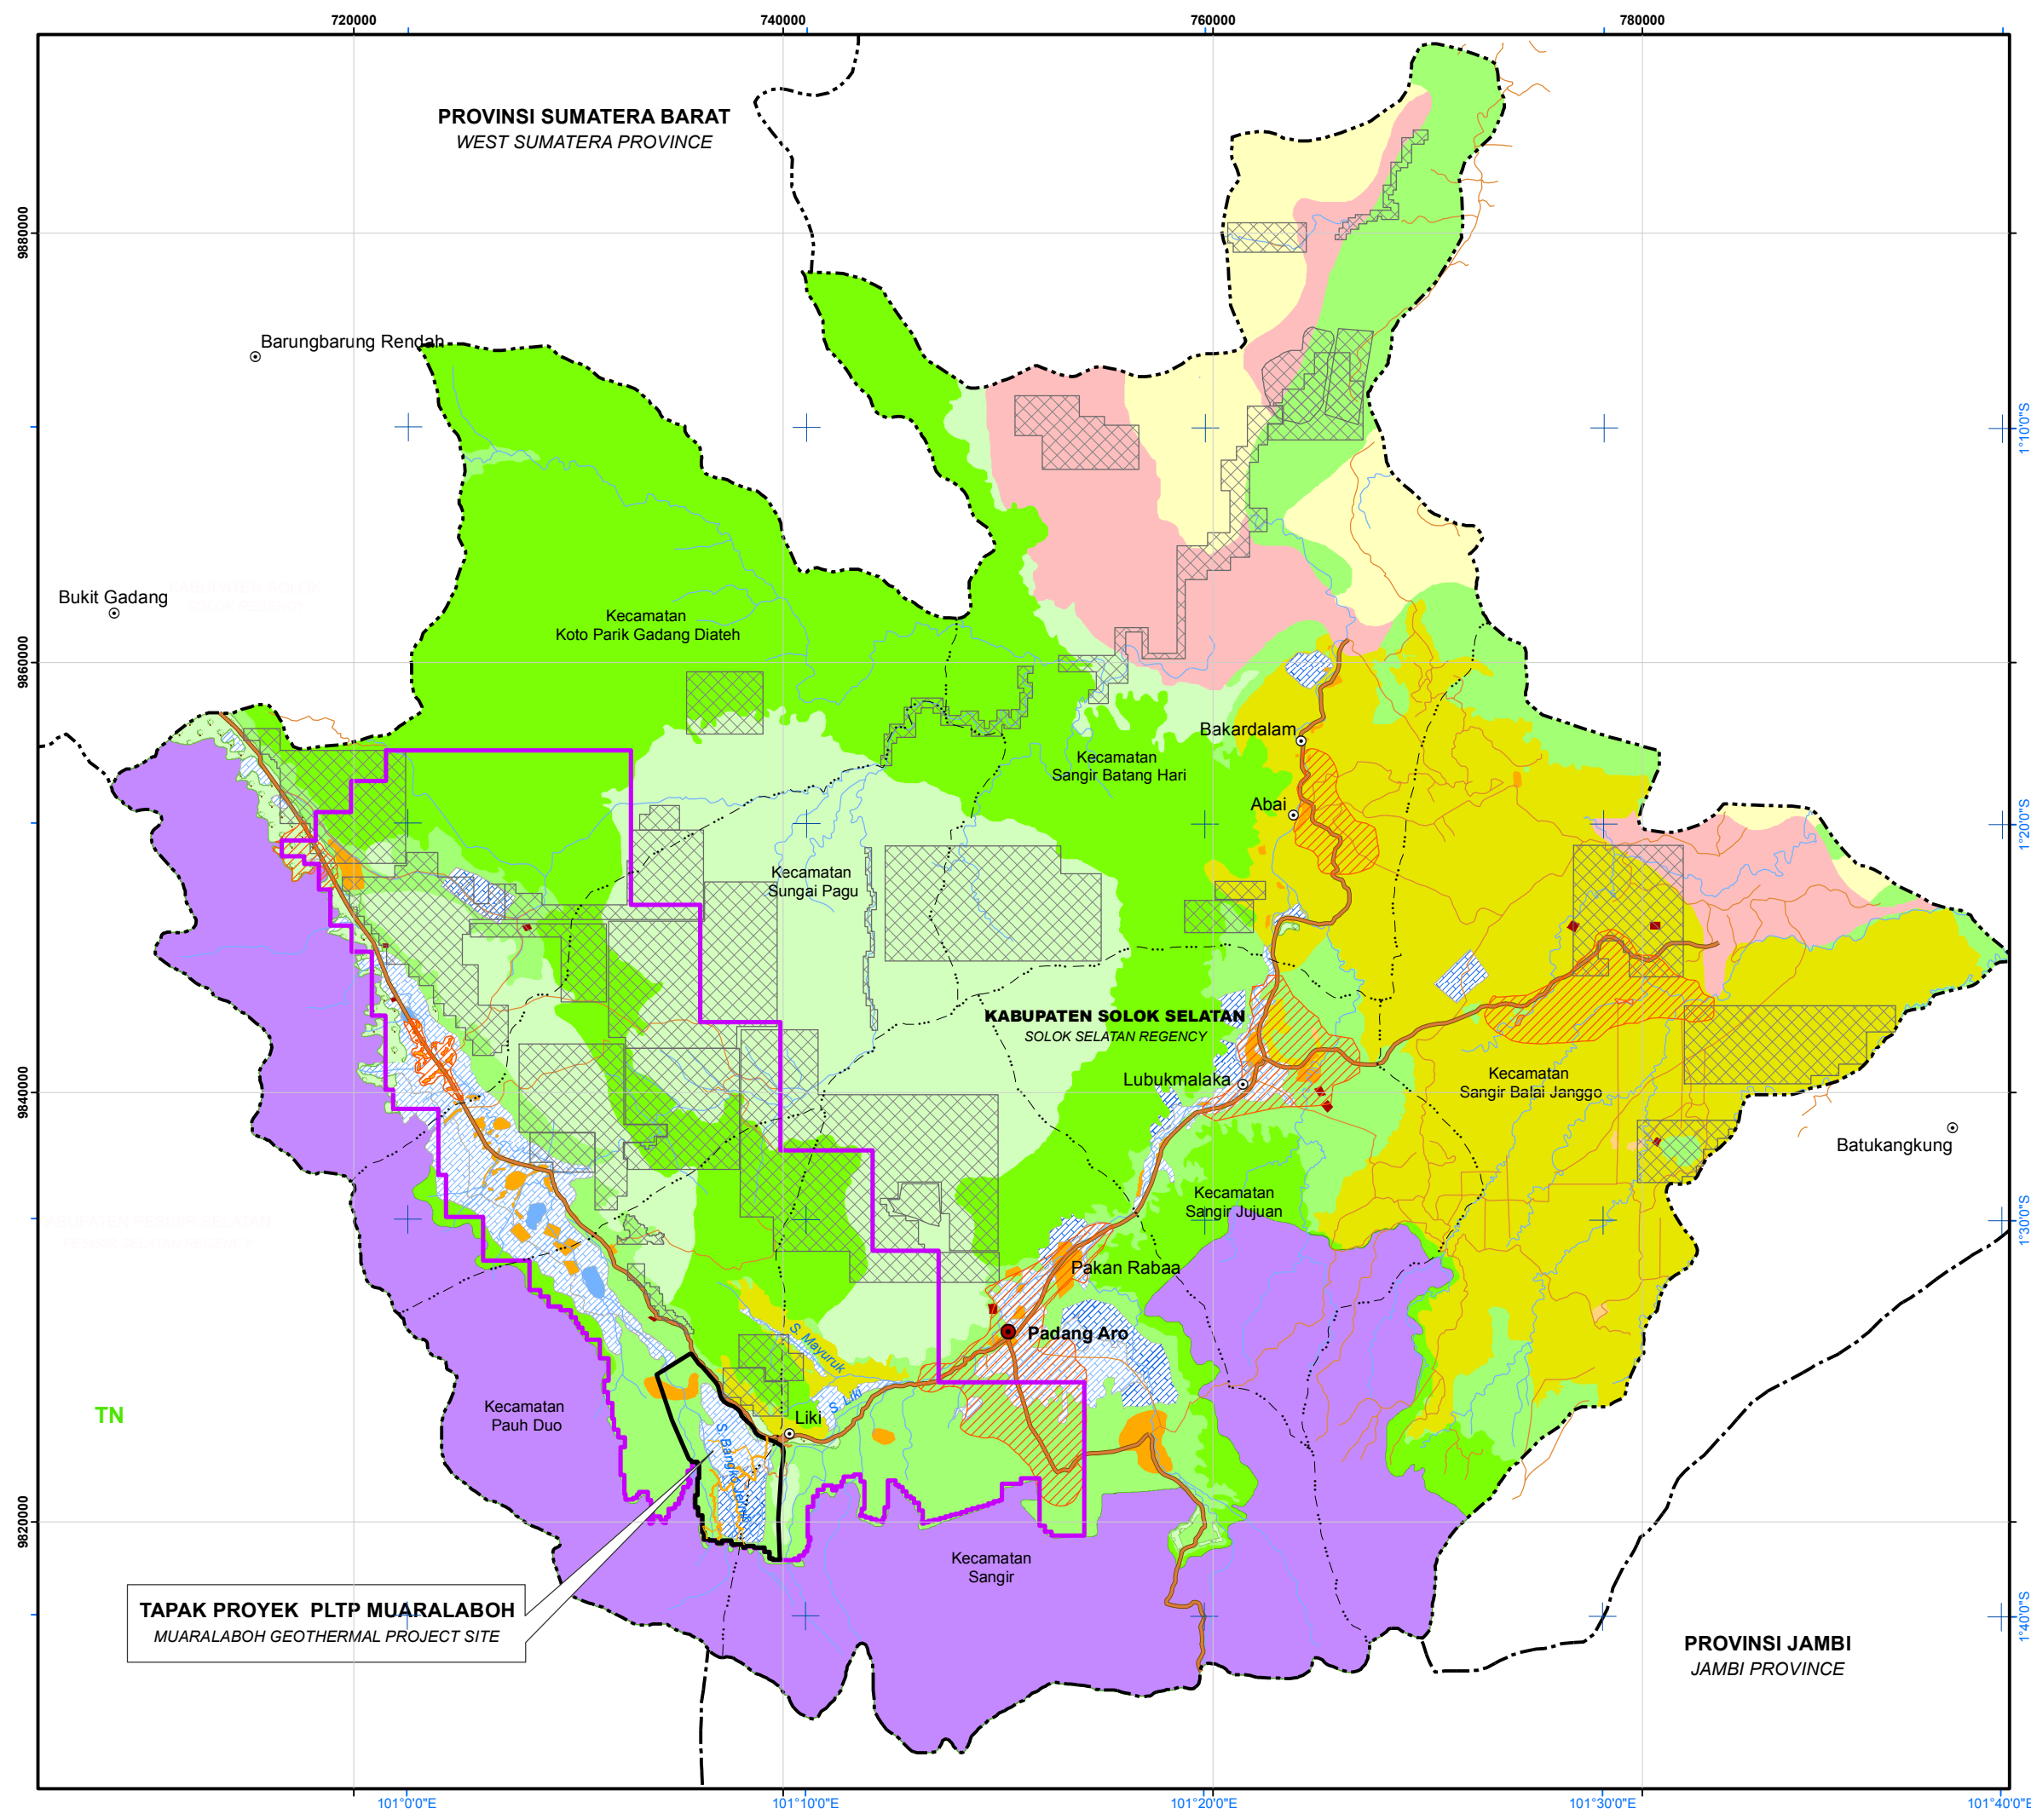 720000
740000
760000
780000
PROVINSI SUMATERA BARAT
WEST SUMATERA PROVINCE
9880000
Barungbarung Rendah
1°10'0"S
Bukit Gadang
Kecamatan
Koto Parik Gadang Diateh
9860000
Bakardalam
Kecamatan
Sangir Batang Hari
Abai
1°20'0"S
Kecamatan
Sungai Pagu
KABUPATEN SOLOK SELATAN
SOLOK SELATAN REGENCY
Lubukmalaka
Kecamatan
Sangir Balai Janggo
9840000
Batukangkung
Kecamatan
Sangir Jujuan
1°30'0"S
Pakan Rabaa
Padang Aro
S. Mayuruk
S. Liki
Liki
Kecamatan
Pauh Duo
TN
9820000
Kecamatan
Sangir
TAPAK PROYEK PLTP MUARALABOH
MUARALABOH GEOTHERMAL PROJECT SITE
1°40'0"S
PROVINSI JAMBI
JAMBI PROVINCE
101°0'0"E
101°10'0"E
101°20'0"E
101°30'0"E
101°40'0"E